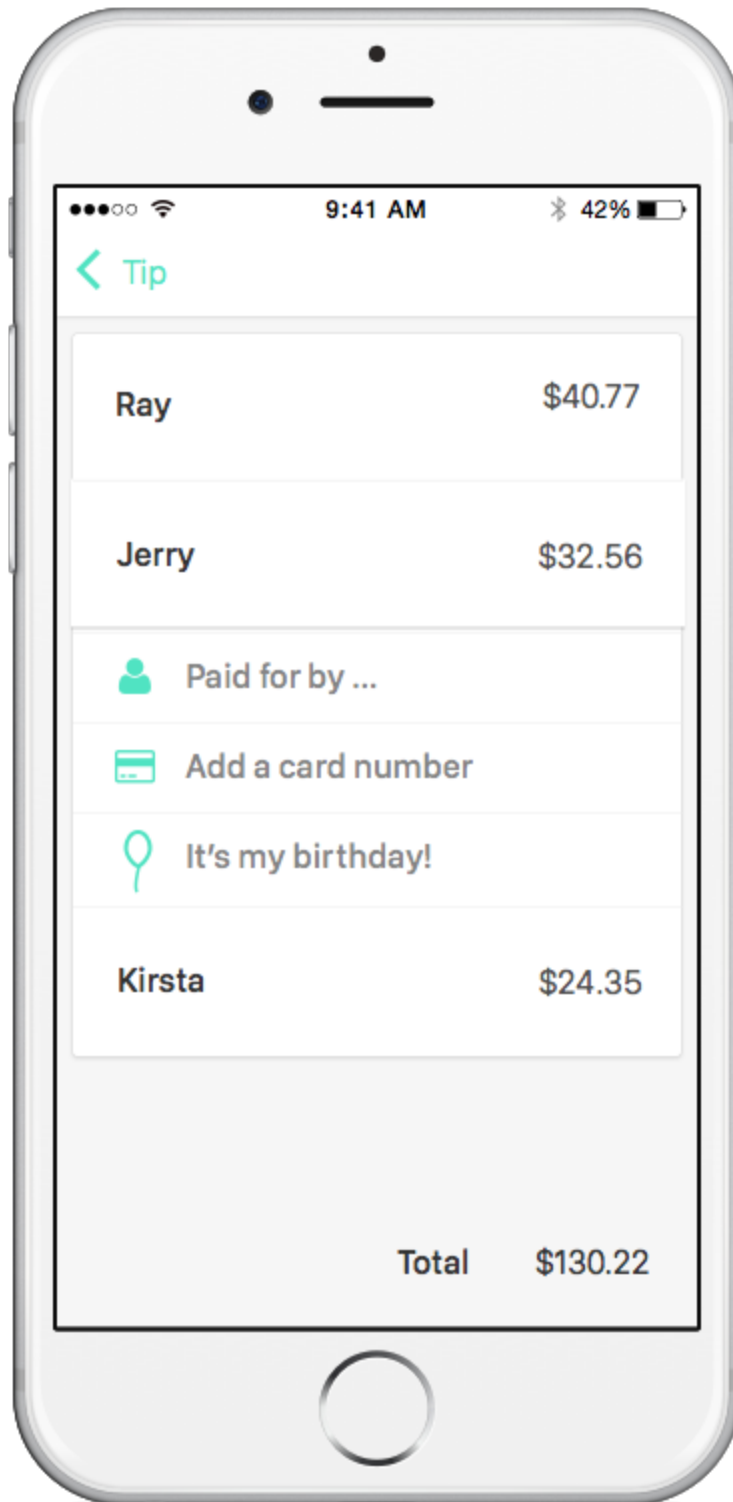 9:41 AM 42%
Tip
Ray $40.77
Jerry $32.56
Paid for by ...
Add a card number
It's my birthday!
Kirsta $24.35
Total $130.22